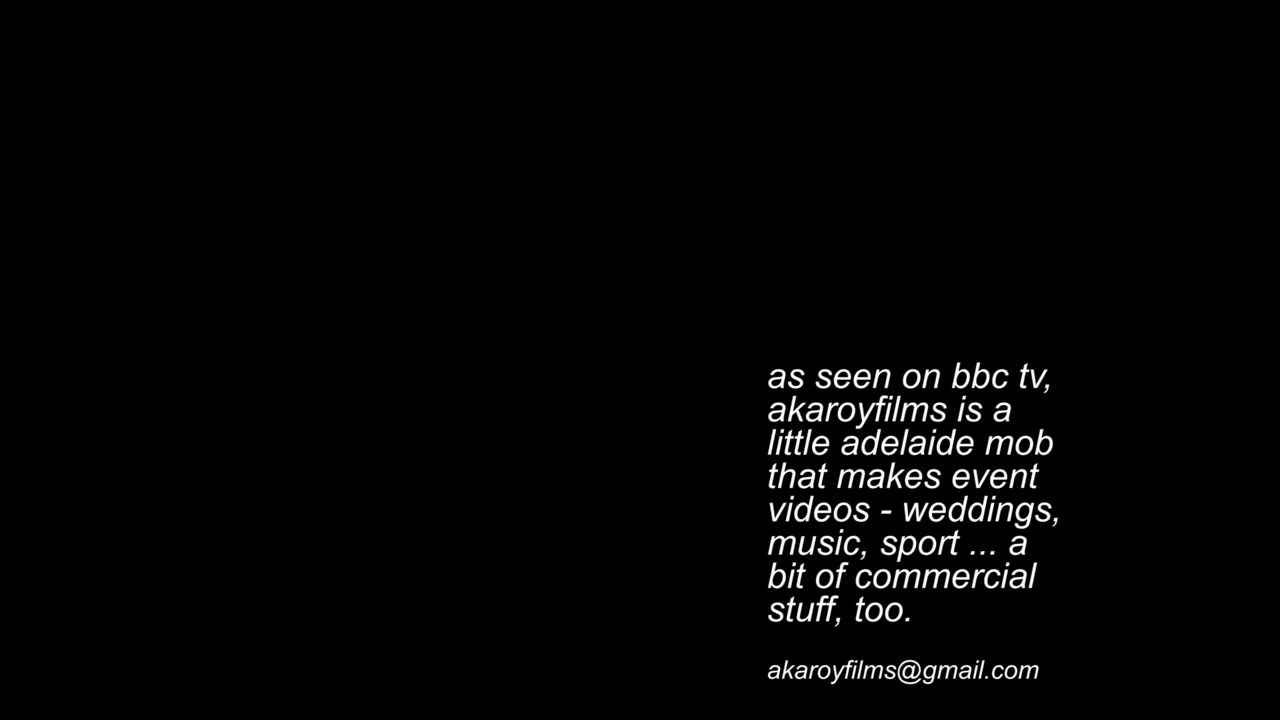 as seen on bbc tv,
akaroyfilms is a
little adelaide mob
that makes event
videos - weddings,
music, sport ... a
bit of commercial
stuff, too.
akaroyfilms@gmail.com